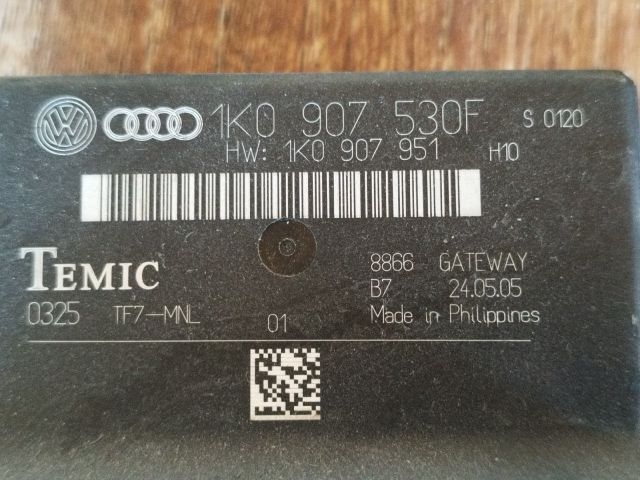 1K0 907 530F S 0120
HW: 1K0 907 951 H10
TEMIC
8866 GATEWAY
B7 24.05.05
0325 TF7-MNL 01 Made in Philippines